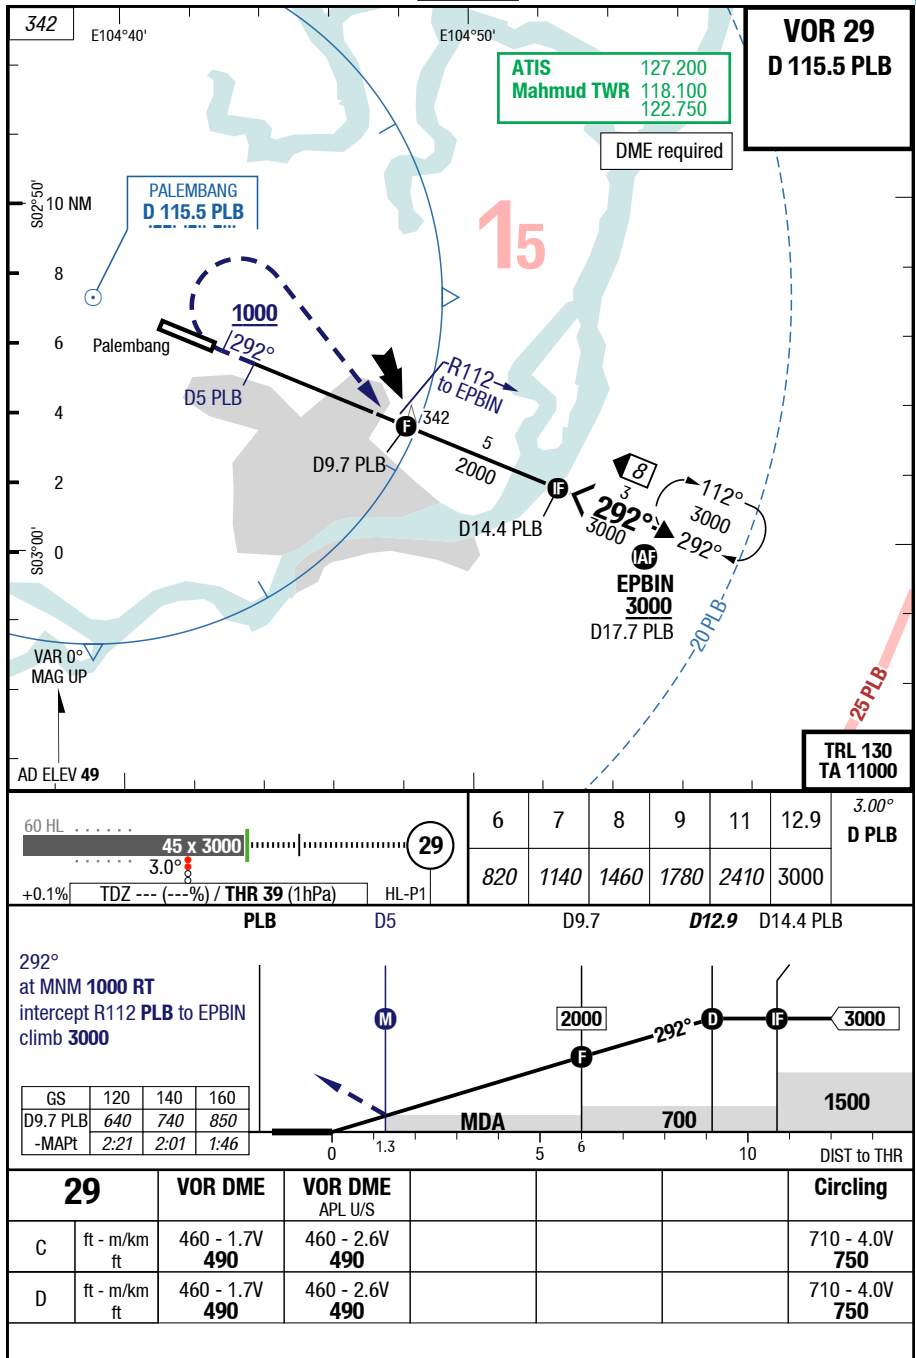 342
E104°40'
E104°50'
VOR 29
D 115.5 PLB
ATIS 127.200
Mahmud TWR 118.100
122.750
DME required
S02°50'
10 NM
PALEMBANG
D 115.5 PLB
15
8
6
4
2
0
S03°00'
1000
292°
Palembang
D5 PLB
R112
to EPBIN
342
F
D9.7 PLB
5
2000
IF
D14.4 PLB
8
3
292°
3000
112°
3000
292°
IAF
EPBIN
3000
D17.7 PLB
20 PLB
25 PLB
VAR 0°
MAG UP
AD ELEV 49
TRL 130
TA 11000
60 HL
45 x 3000
29
3.0°
+0.1% TDZ --- (---%) / THR 39 (1hPa) HL-P1
6 7 8 9 11 12.9 3.00°
D PLB
820 1140 1460 1780 2410 3000
PLB D5 D9.7 D12.9 D14.4 PLB
292°
at MNM 1000 RT
intercept R112 PLB to EPBIN
climb 3000
M
2000
F
292°
D
IF
3000
GS 120 140 160
D9.7 PLB 640 740 850
-MAPt 2:21 2:01 1:46
MDA
700
1500
0 1.3 5 6 10 DIST to THR
29 VOR DME VOR DME Circling
APL U/S
C ft - m/km 460 - 1.7V 460 - 2.6V 710 - 4.0V
ft 490 490 750
D ft - m/km 460 - 1.7V 460 - 2.6V 710 - 4.0V
ft 490 490 750